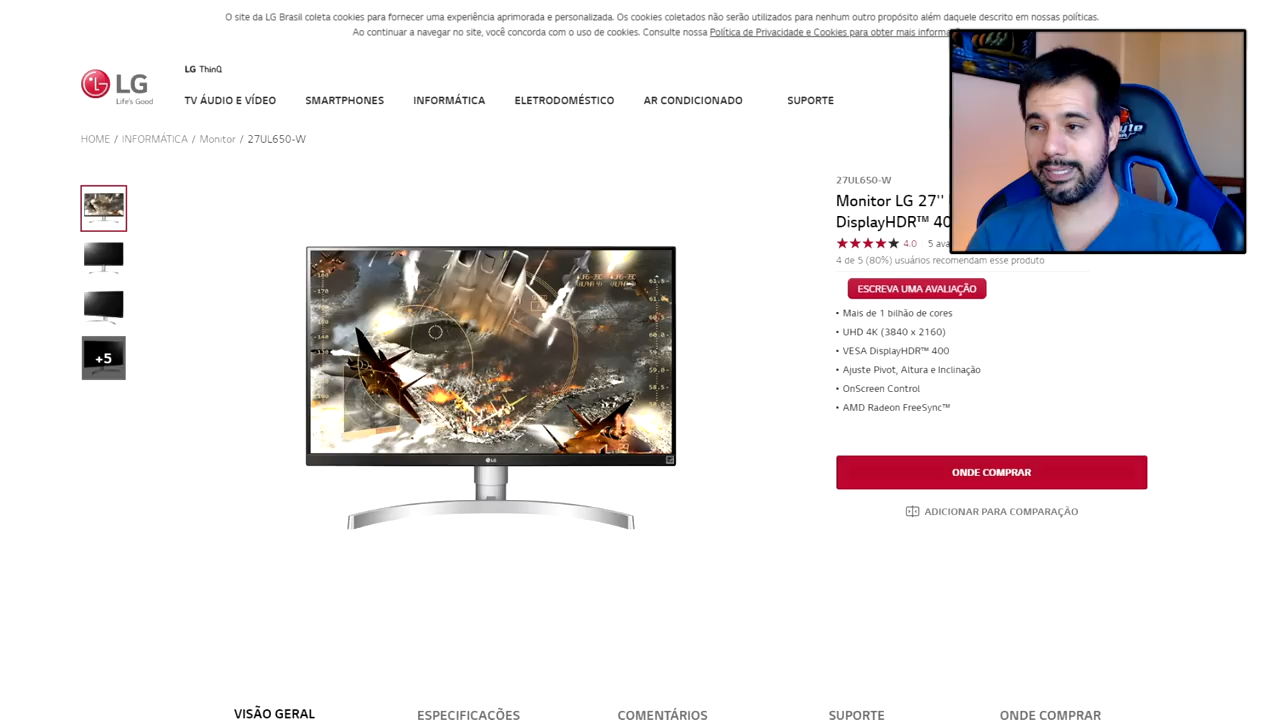 O site da LG Brasil coleta cookies para fornecer uma experiência aprimorada e personalizada. Os cookies coletados não serão utilizados para nenhum outro propósito além daquele descrito em nossas políticas.
Ao continuar a navegar no site, você concorda com o uso de cookies. Consulte nossa Política de Privacidade e Cookies para obter mais
LG ThinQ
LG
Life's Good
TV ÁUDIO E VÍDEO SMARTPHONES INFORMÁTICA ELETRODOMÉSTICO AR CONDICIONADO SUPORTE
HOME / INFORMÁTICA / Monitor / 27UL650-W
27UL650-W
Monitor LG 27''
DisplayHDR™ 40
4.0 5
4 de 5 (80%) usuários recomendam esse produto
ESCREVA UMA AVALIAÇÃO
• Mais de 1 bilhão de cores
• UHD 4K (3840 x 2160)
• VESA DisplayHDR™ 400
• Ajuste Pivot, Altura e Inclinação
• OnScreen Control
• AMD Radeon FreeSync™
+5
LG
ONDE COMPRAR
ADICIONAR PARA COMPARAÇÃO
VISÃO GERAL ESPECIFICAÇÕES COMENTÁRIOS SUPORTE ONDE COMPRAR